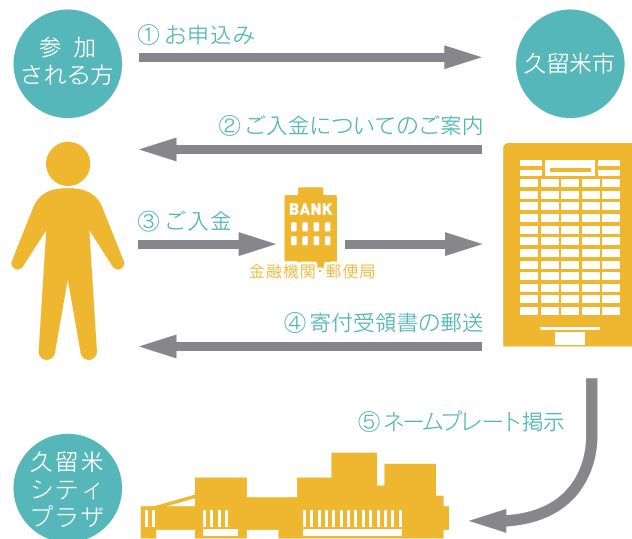 参加
される方
① お申込み
久留米市
② ご入金についてのご案内
③ ご入金
BANK
金融機関・郵便局
④ 寄付受領書の郵送
⑤ ネームプレート掲示
久留米
シティ
プラザ